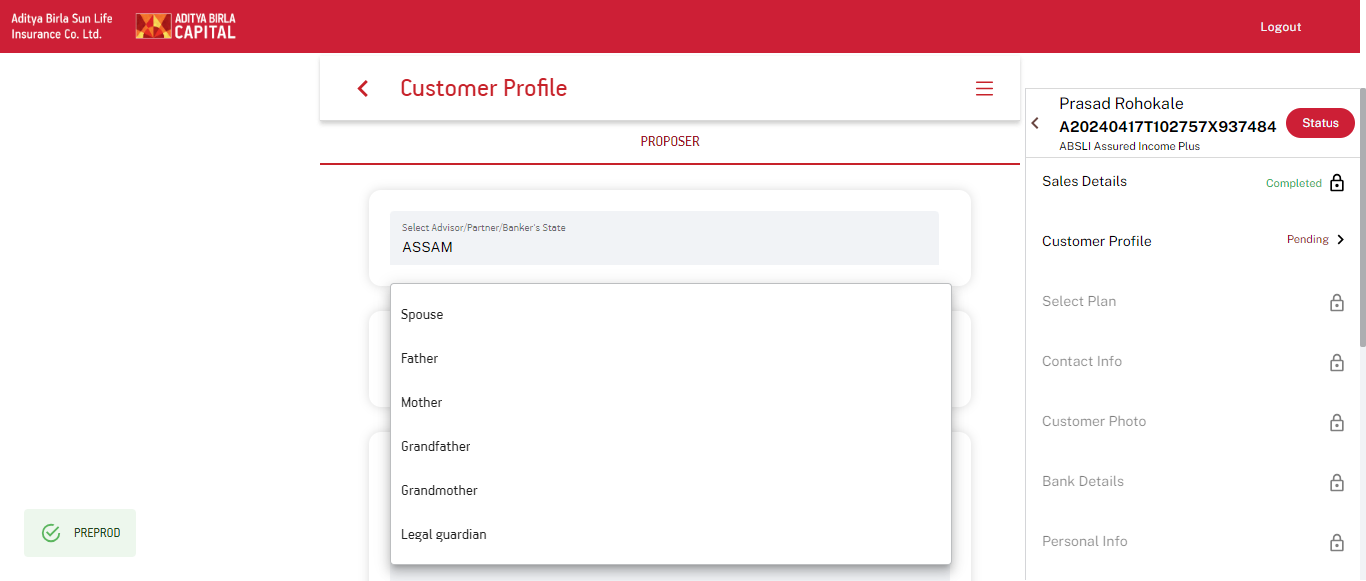 Aditya Birla Sun Life
Insurance Co. Ltd.
ADITYA BIRLA
CAPITAL
Logout
Customer Profile
PROPOSER
Select Advisor/Partner/Banker's State
ASSAM
Spouse
Father
Mother
Grandfather
Grandmother
Legal guardian
PREPROD
Prasad Rohokale
A20240417T102757X937484
ABSLI Assured Income Plus
Status
Sales Details
Completed
Customer Profile
Pending
Select Plan
Contact Info
Customer Photo
Bank Details
Personal Info